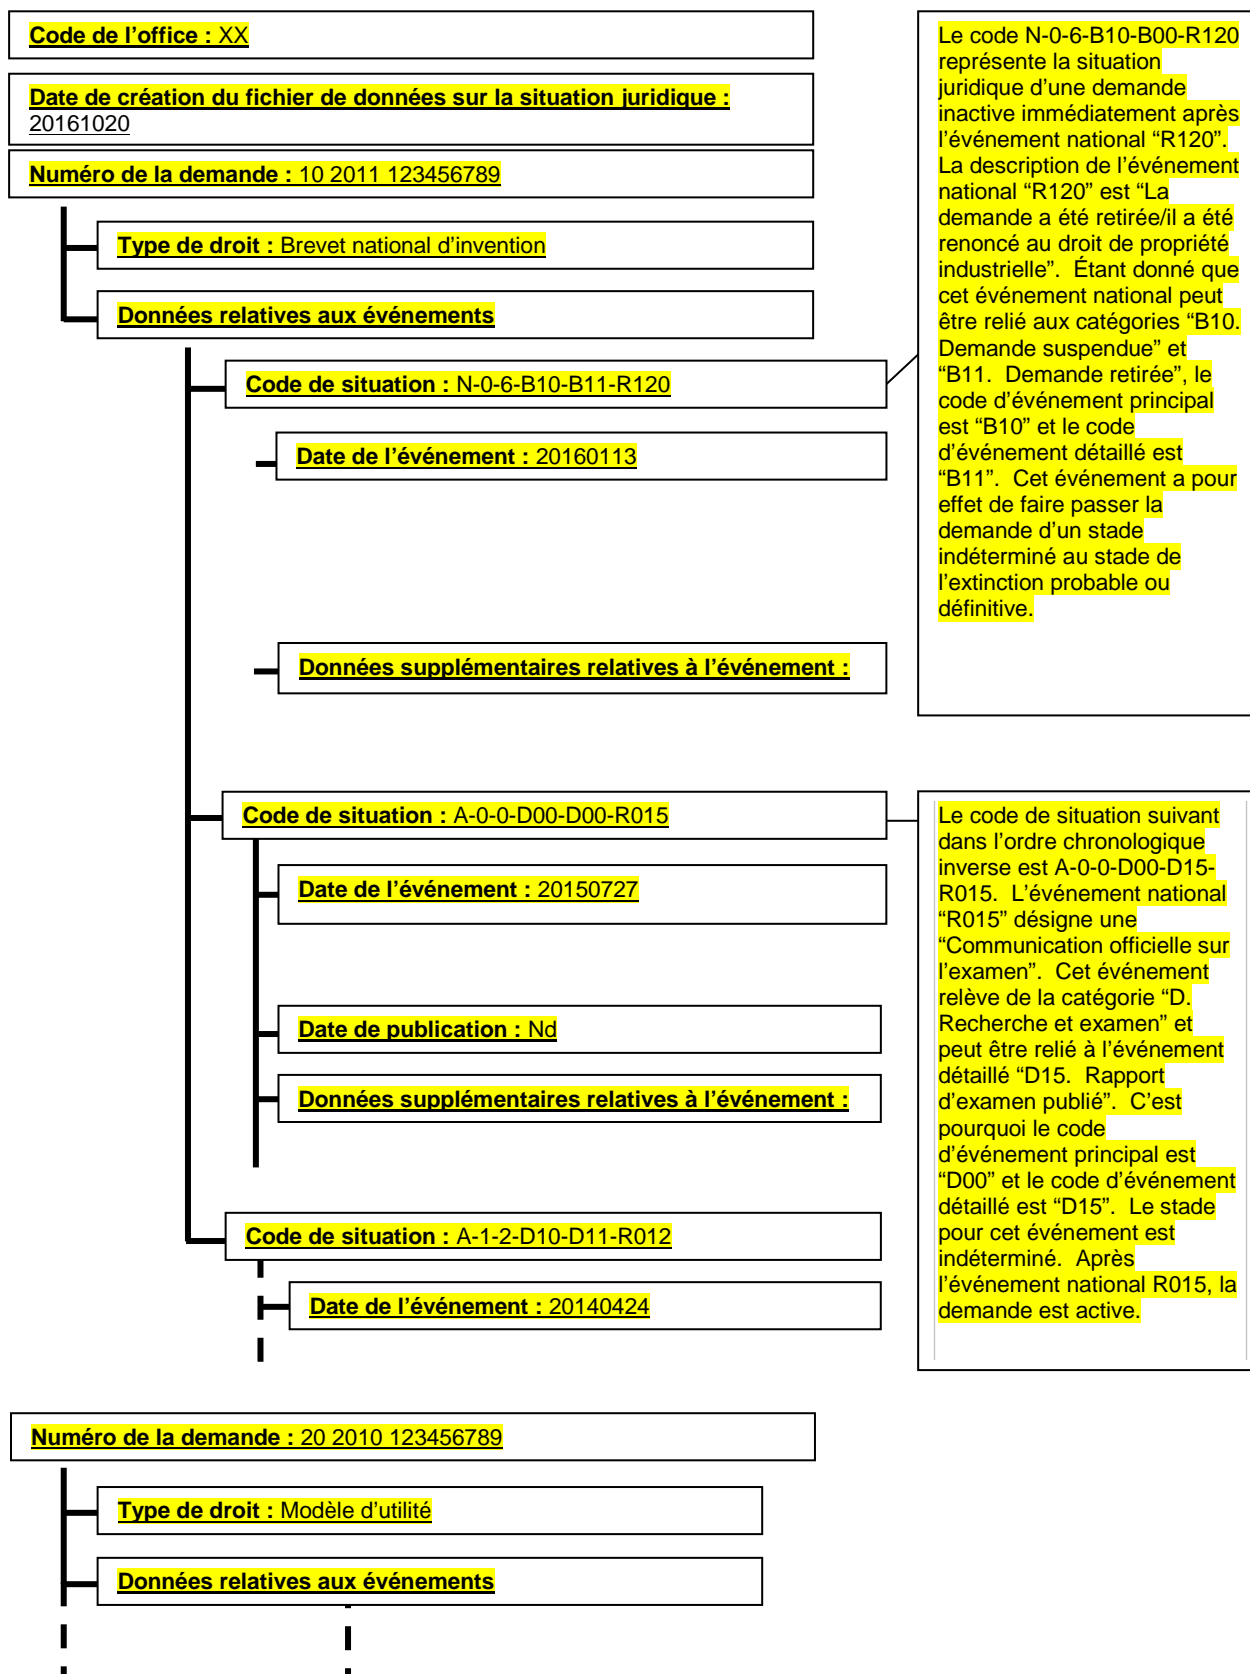 Code de l’office : XX
Date de création du fichier de données sur la situation juridique :
20161020
Numéro de la demande : 10 2011 123456789
Type de droit : Brevet national d’invention
Données relatives aux événements
Code de situation : N-0-6-B10-B11-R120
Date de l’événement : 20160113
Données supplémentaires relatives à l’événement :
Le code N-0-6-B10-B00-R120
représente la situation
juridique d’une demande
inactive immédiatement après
l’événement national “R120”.
La description de l’événement
national “R120” est “La
demande a été retirée/il a été
renoncé au droit de propriété
industrielle”.  Étant donné que
cet événement national peut
être relié aux catégories “B10.
Demande suspendue” et
“B11.  Demande retirée”, le
code d’événement principal
est “B10” et le code
d’événement détaillé est
“B11”.  Cet événement a pour
effet de faire passer la
demande d’un stade
indéterminé au stade de
l’extinction probable ou
définitive.
Code de situation : A-0-0-D00-D00-R015
Date de l’événement : 20150727
Date de publication : Nd
Données supplémentaires relatives à l’événement :
Le code de situation suivant
dans l’ordre chronologique
inverse est A-0-0-D00-D15-
R015.  L’événement national
“R015” désigne une
“Communication officielle sur
l’examen”.  Cet événement
relève de la catégorie “D.
Recherche et examen” et
peut être relié à l’événement
détaillé “D15.  Rapport
d’examen publié”.  C’est
pourquoi le code
d’événement principal est
“D00” et le code d’événement
détaillé est “D15”.  Le stade
pour cet événement est
indéterminé.  Après
l’événement national R015, la
demande est active.
Code de situation : A-1-2-D10-D11-R012
Date de l’événement : 20140424
Numéro de la demande : 20 2010 123456789
Type de droit : Modèle d’utilité
Données relatives aux événements